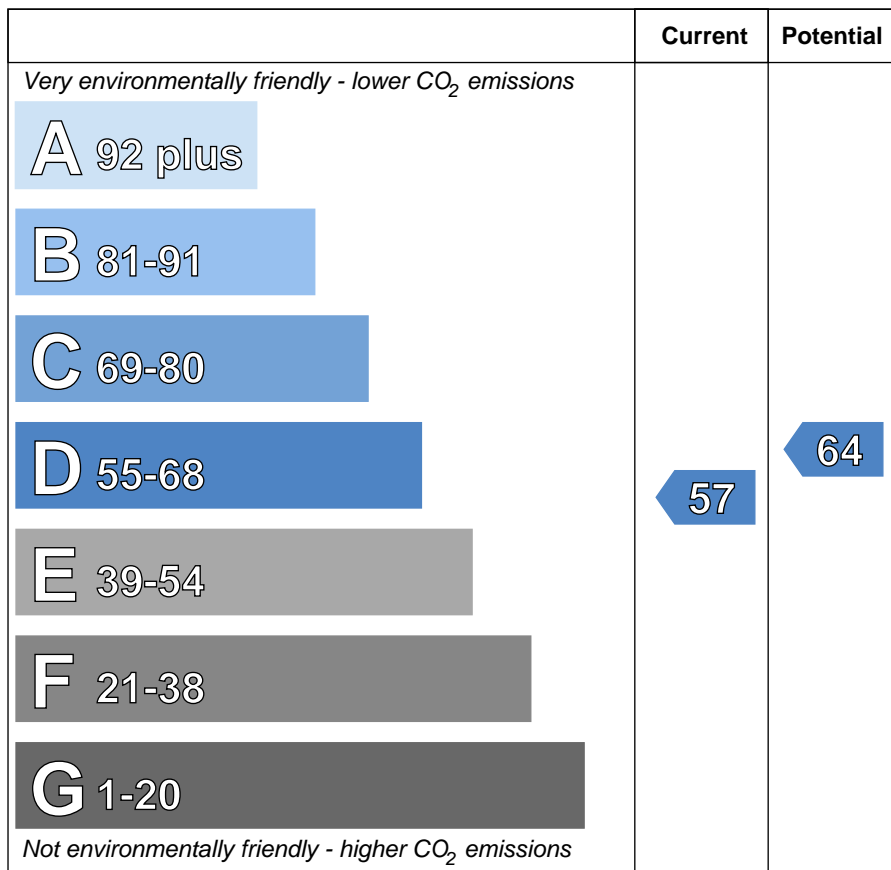 Current Potential
Very environmentally friendly - lower CO2 emissions
A 92 plus
B 81-91
C 69-80
D 55-68
64
57
E 39-54
F 21-38
G 1-20
Not environmentally friendly - higher CO2 emissions